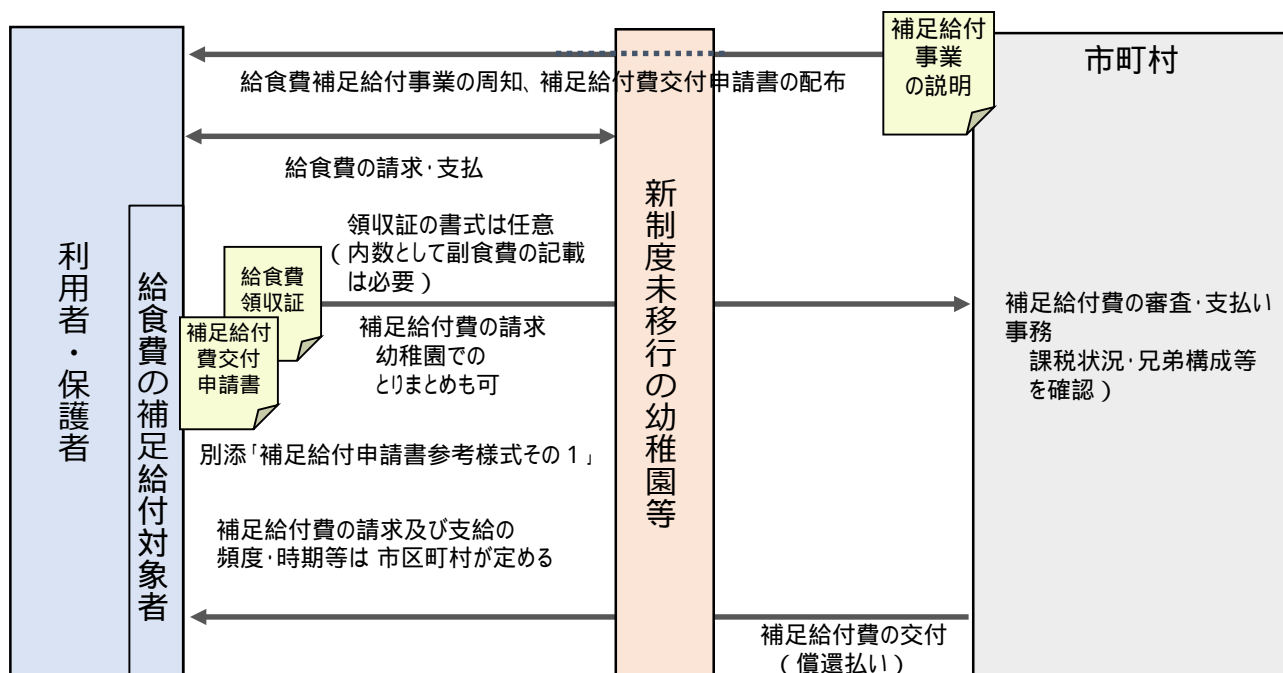 補足給付
事業
の説明
市町村
給食費補足給付事業の周知、補足給付費交付申請書の配布
給食費の請求・支払
利用者・保護者
給食費の補足給付対象者
新制度未移行の幼稚園等
領収証の書式は任意
（内数として副食費の記載
は必要）
給食費
領収証
補足給付
費交付
申請書
補足給付費の請求
幼稚園での
とりまとめも可
補足給付費の審査・支払い
事務
課税状況・兄弟構成等
を確認）
別添「補足給付申請書参考様式その１」
補足給付費の請求及び支給の
頻度・時期等は 市区町村が定める
補足給付費の交付
（償還払い）